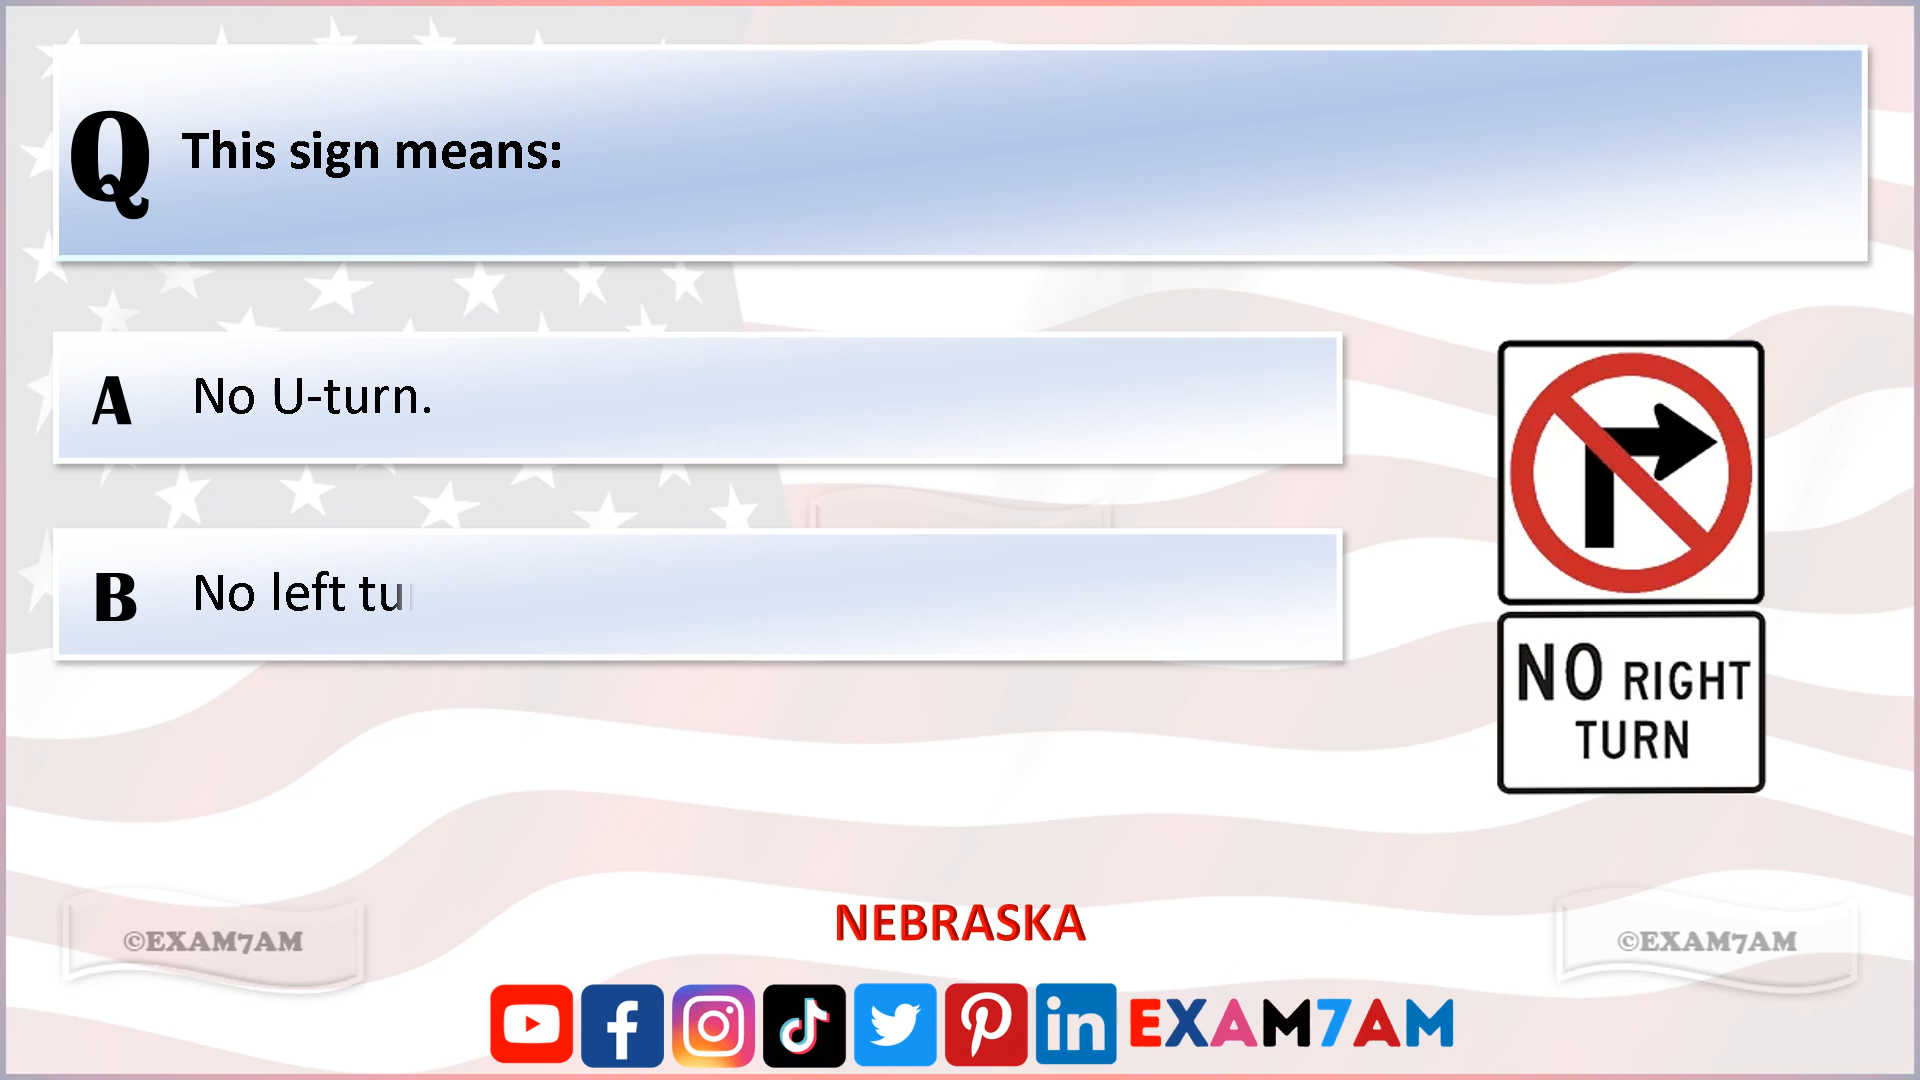 Q This sign means:
A No U-turn.
B No left tu
NO RIGHT
TURN
NEBRASKA
©EXAM7AM
©EXAM7AM
EXAM7AM